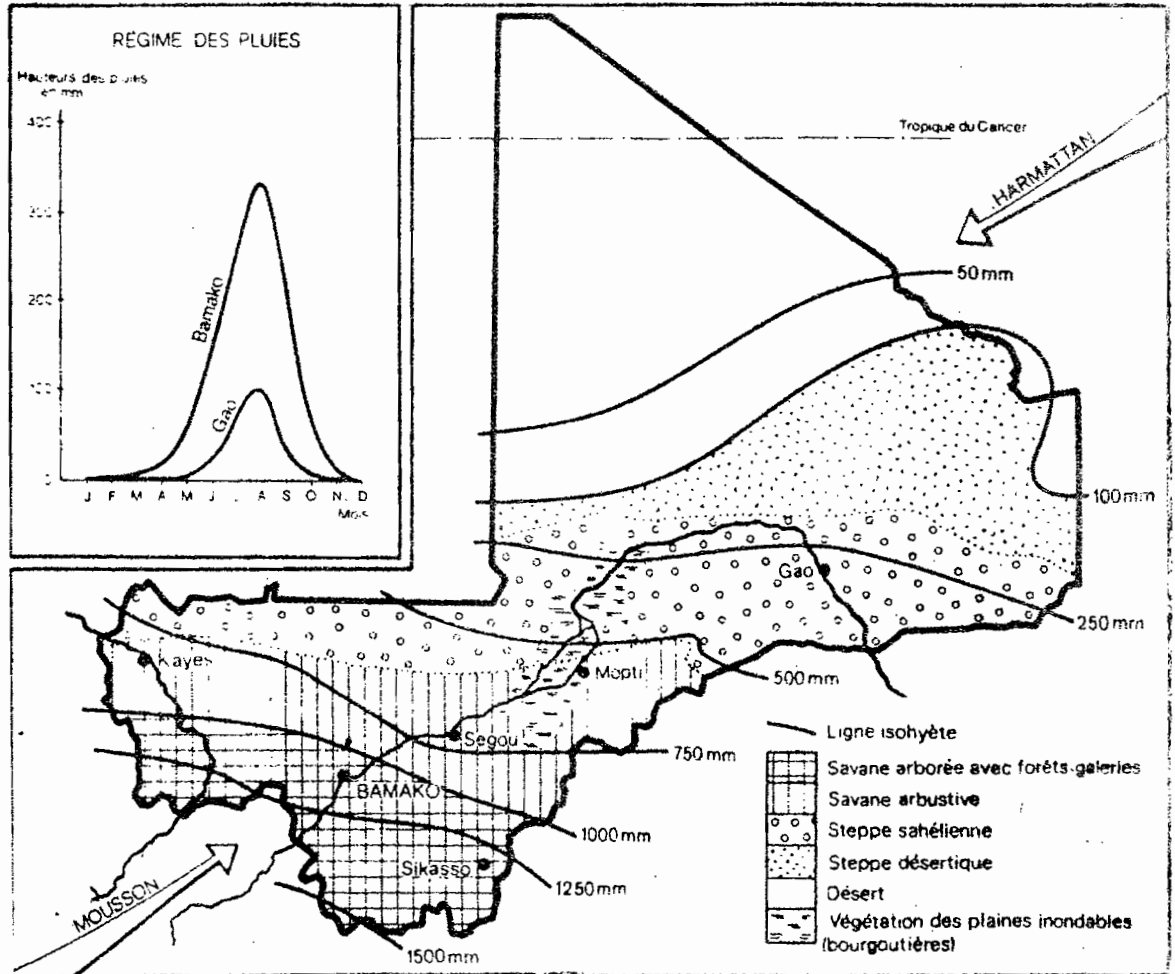 RÉGIME DES PLUIES
Hauteurs des pluies
en mm
400
300
200
100
0
Bamako
Gao
J F M A M J A S O N D
Mois
Tropique du Cancer
HARMATTAN
50 mm
100 mm
Gao
250 mm
Kayes
Mopti
500 mm
Ségou
750 mm
BAMAKO
1000 mm
Sikasso
1250 mm
MOUSSON
1500 mm
Ligne isohyète
Savane arborée avec forêts-galeries
Savane arbustive
Steppe sahélienne
Steppe désertique
Désert
Végétation des plaines inondables
(bourgoutières)